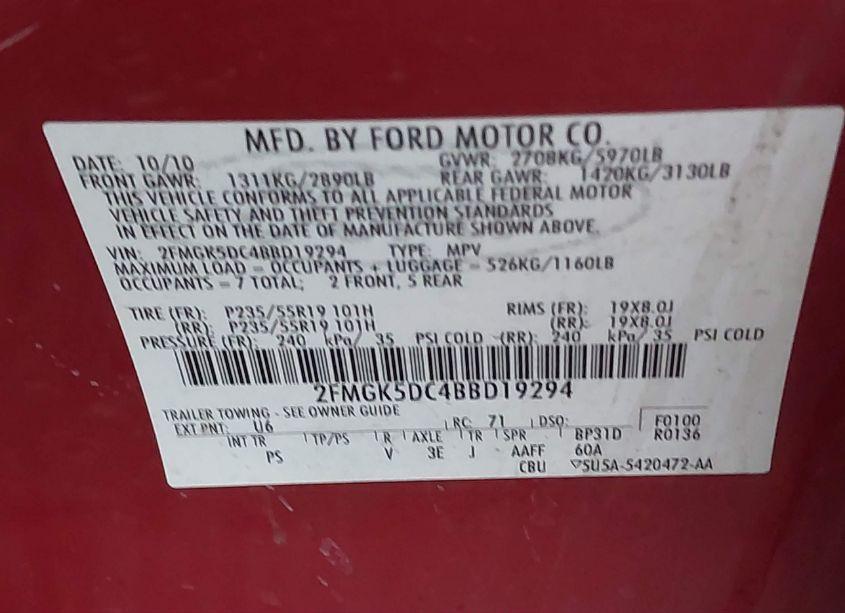 MFD. BY FORD MOTOR CO.
DATE: 10/10 GVWR: 2708KG/5970LB
FRONT GAWR: 1311KG/2890LB REAR GAWR: 1420KG/3130LB
THIS VEHICLE CONFORMS TO ALL APPLICABLE FEDERAL MOTOR
VEHICLE SAFETY AND THEFT PREVENTION STANDARDS
IN EFFECT ON THE DATE OF MANUFACTURE SHOWN ABOVE.
VIN: 2FMGK5DC4BBD19294 TYPE: MPV
MAXIMUM LOAD = OCCUPANTS + LUGGAGE = 526KG/1160LB
OCCUPANTS = 7 TOTAL; 2 FRONT, 5 REAR
TIRE (FR): P235/55R19 101H RIMS (FR): 19X8.0J
(RR): P235/55R19 101H (RR): 19X8.0J
PRESSURE (FR): 240 kPa/ 35 PSI COLD (RR): 240 kPa/ 35 PSI COLD
2FMGK5DC4BBD19294
TRAILER TOWING - SEE OWNER GUIDE
EXT PNT: U6 RC: 71 DSO: F0100
INT TR TP/PS R AXLE TR SPR BP31D R0136
PS V 3E J AAFF 60A
CBU 5U5A-5420472-AA